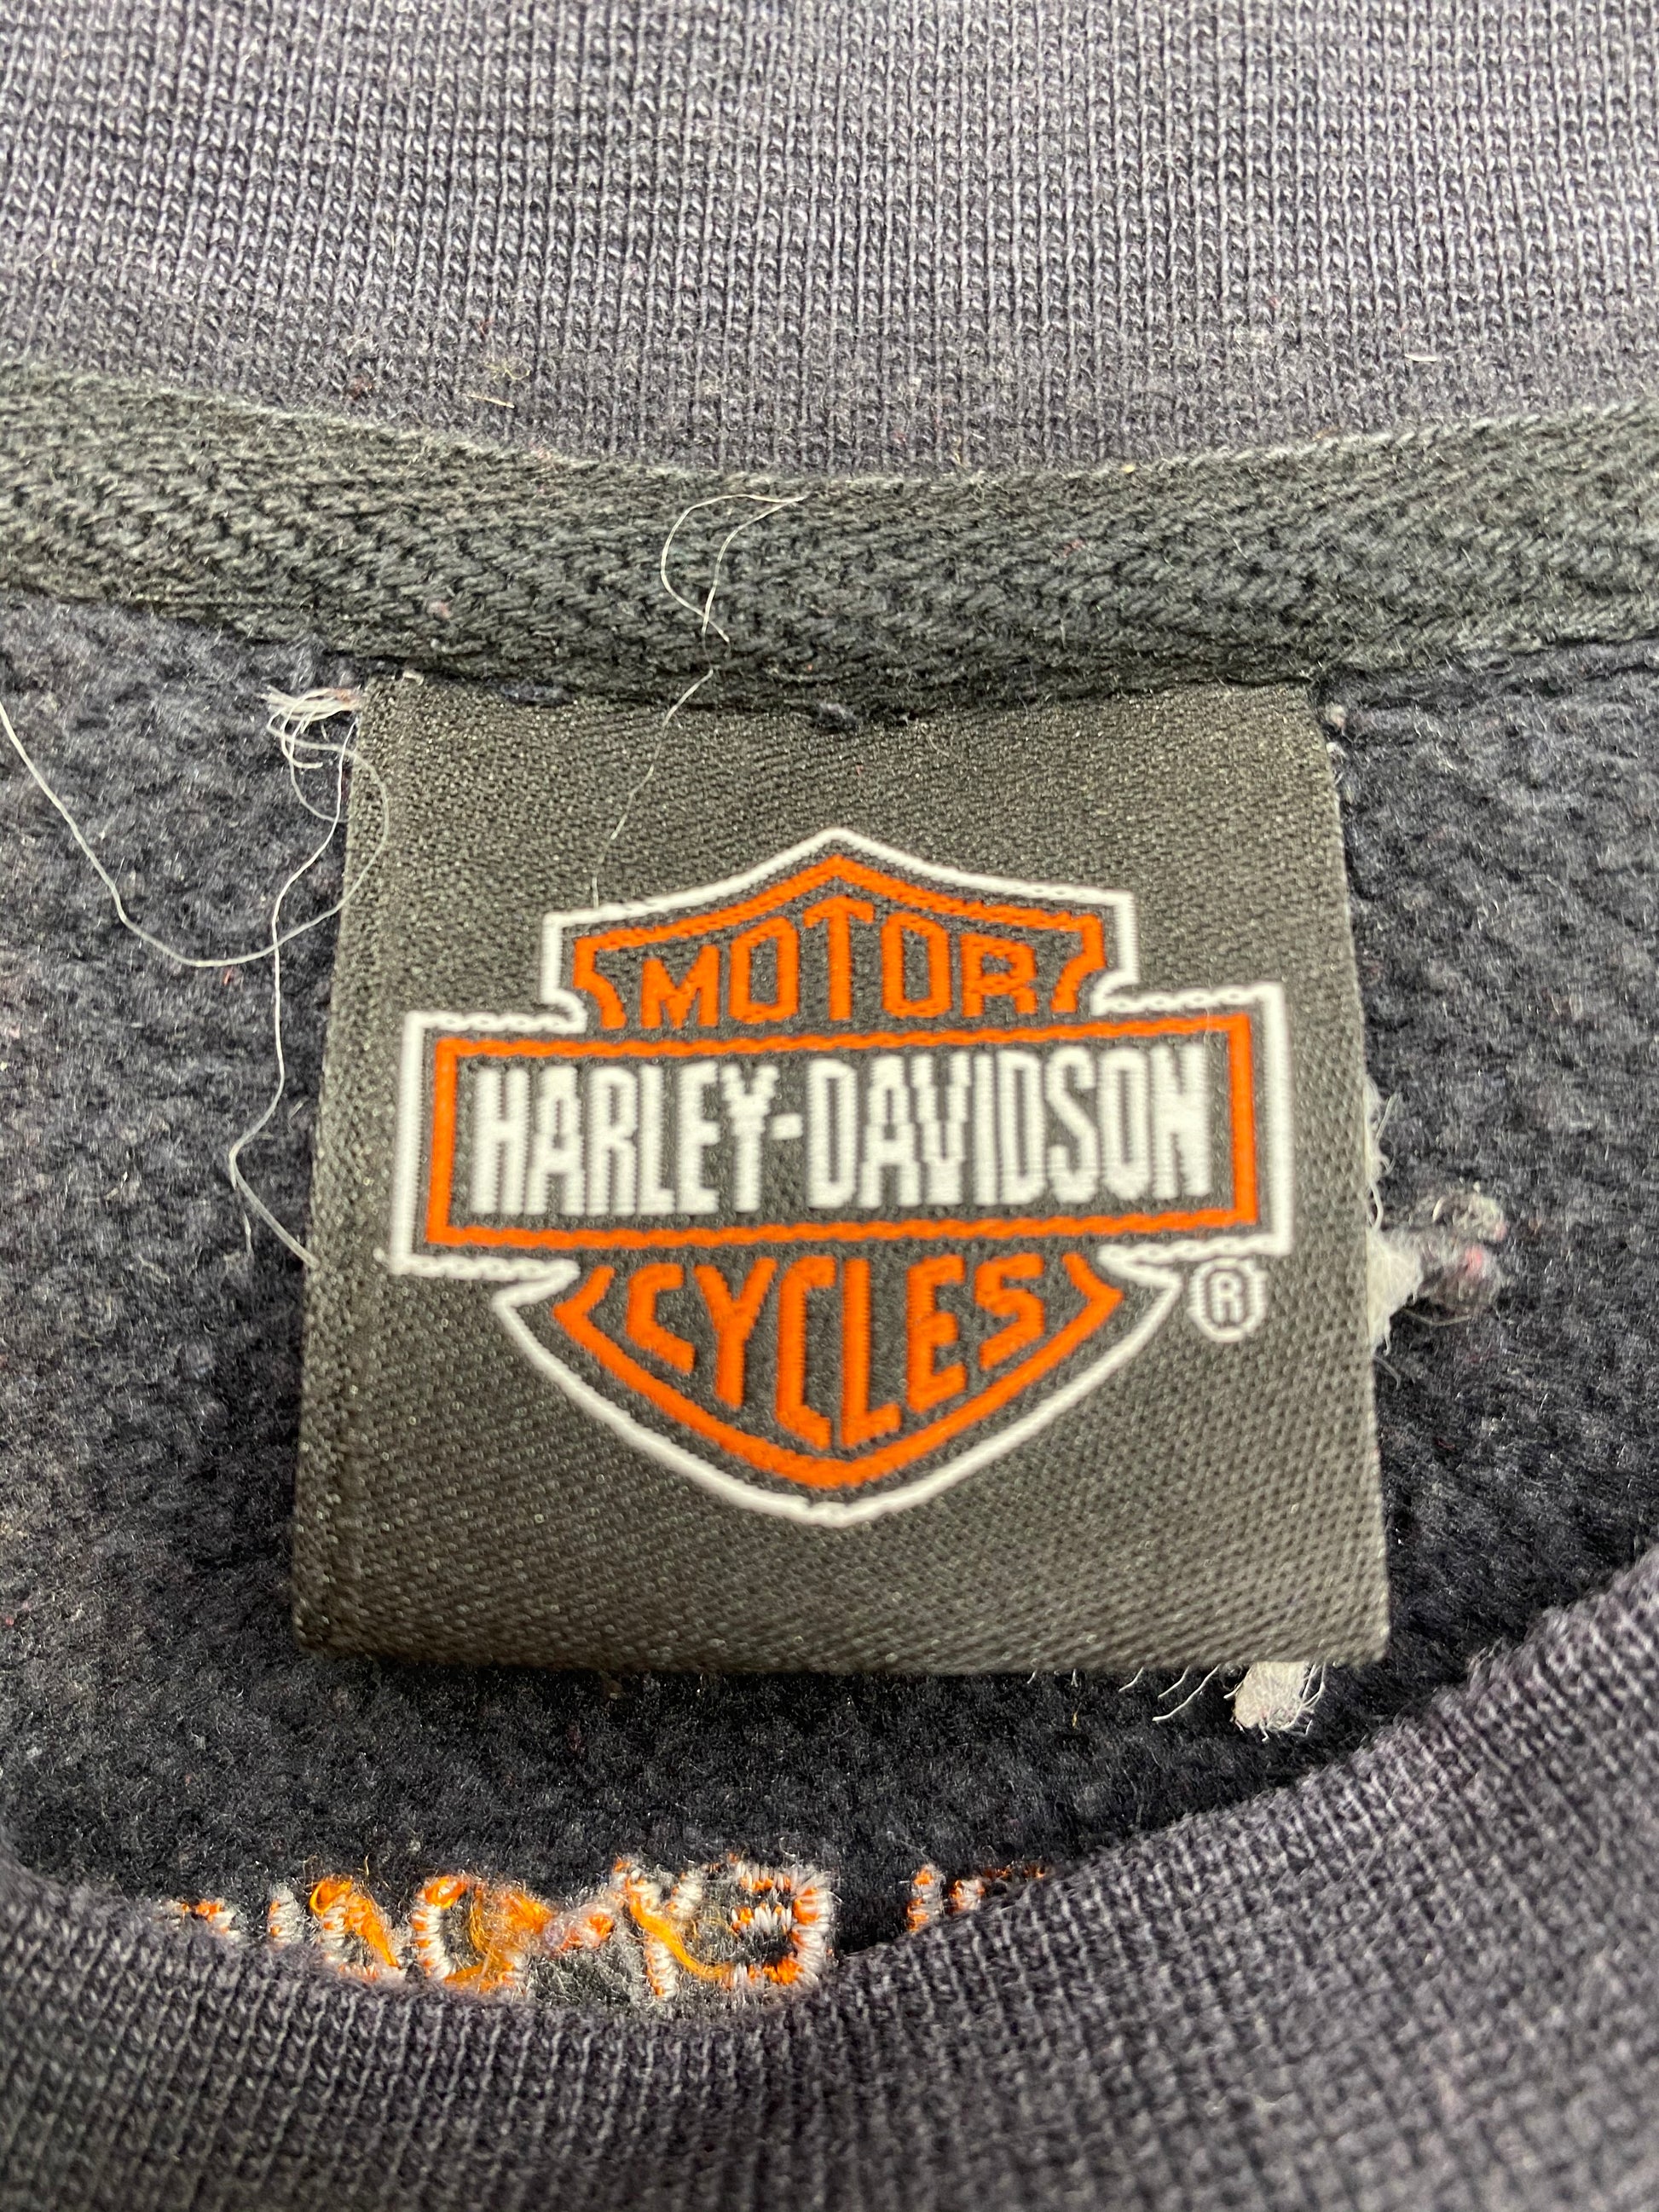 MOTOR
HARLEY-DAVIDSON
CYCLES
®